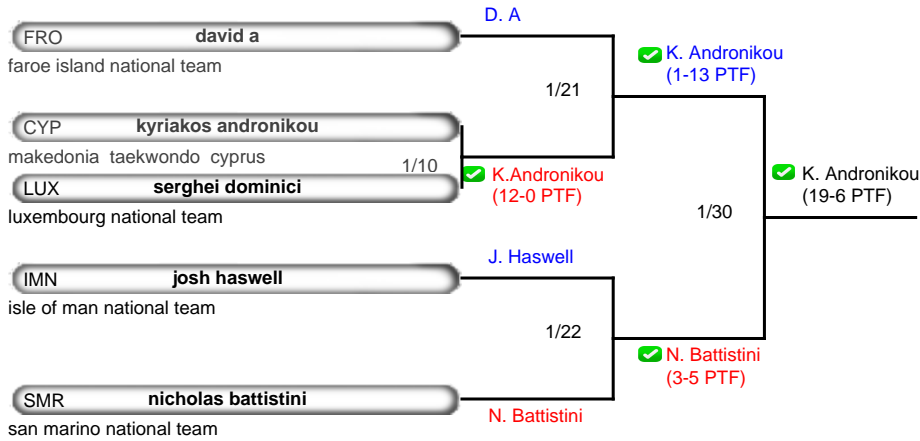 D. A
FRO david a
faroe island national team
K. Andronikou
(1-13 PTF)
1/21
CYP kyriakos andronikou
makedonia taekwondo cyprus
1/10
K.Andronikou
(12-0 PTF)
LUX serghei dominici
luxembourg national team
K. Andronikou
(19-6 PTF)
1/30
J. Haswell
IMN josh haswell
isle of man national team
1/22
N. Battistini
(3-5 PTF)
SMR nicholas battistini
N. Battistini
san marino national team